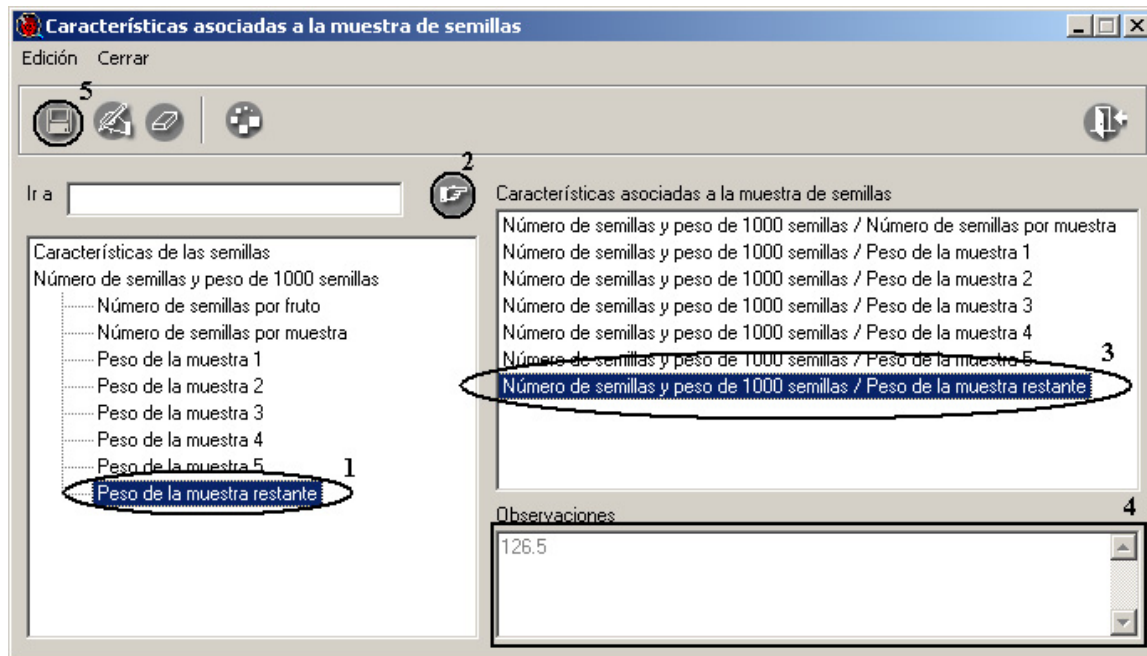 Características asociadas a la muestra de semillas
Edición Cerrar
5
2
Ir a
Características de las semillas
Número de semillas y peso de 1000 semillas
Número de semillas por fruto
Número de semillas por muestra
Peso de la muestra 1
Peso de la muestra 2
Peso de la muestra 3
Peso de la muestra 4
Peso de la muestra 5
1
Peso de la muestra restante
Características asociadas a la muestra de semillas
Número de semillas y peso de 1000 semillas / Número de semillas por muestra
Número de semillas y peso de 1000 semillas / Peso de la muestra 1
Número de semillas y peso de 1000 semillas / Peso de la muestra 2
Número de semillas y peso de 1000 semillas / Peso de la muestra 3
Número de semillas y peso de 1000 semillas / Peso de la muestra 4
Número de semillas y peso de 1000 semillas / Peso de la muestra 5
3
Número de semillas y peso de 1000 semillas / Peso de la muestra restante
Observaciones
4
126.5